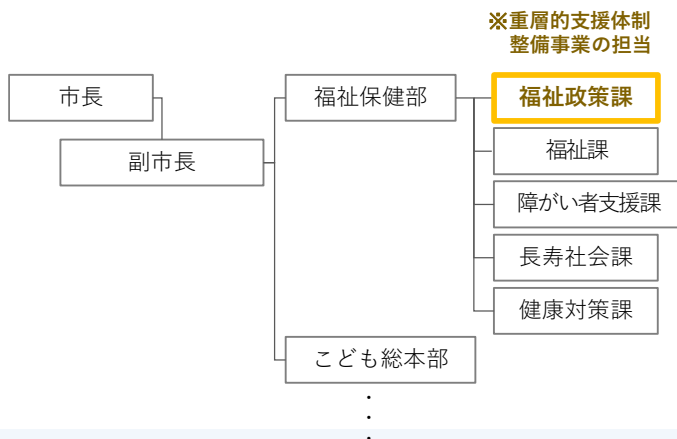 ※重層的支援体制
整備事業の担当
市長
福祉保健部
福祉政策課
副市長
福祉課
障がい者支援課
長寿社会課
健康対策課
こども総本部
・
・
・